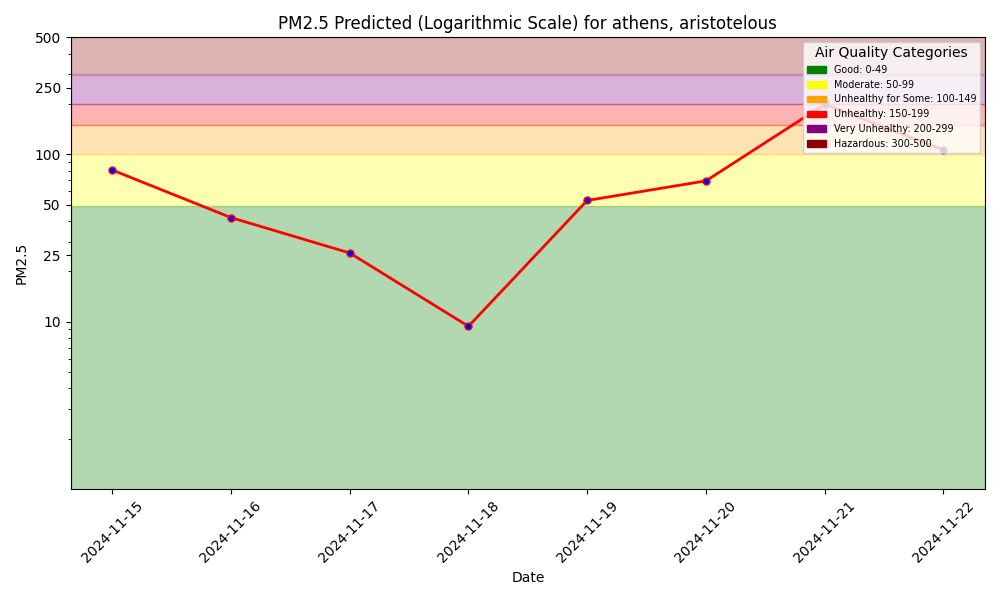 PM2.5 Predicted (Logarithmic Scale) for athens, aristotelous
500
250
100
50
25
10
PM2.5
Air Quality Categories
Good: 0-49
Moderate: 50-99
Unhealthy for Some: 100-149
Unhealthy: 150-199
Very Unhealthy: 200-299
Hazardous: 300-500
2024-11-15
2024-11-16
2024-11-17
2024-11-18
2024-11-19
2024-11-20
2024-11-21
2024-11-22
Date